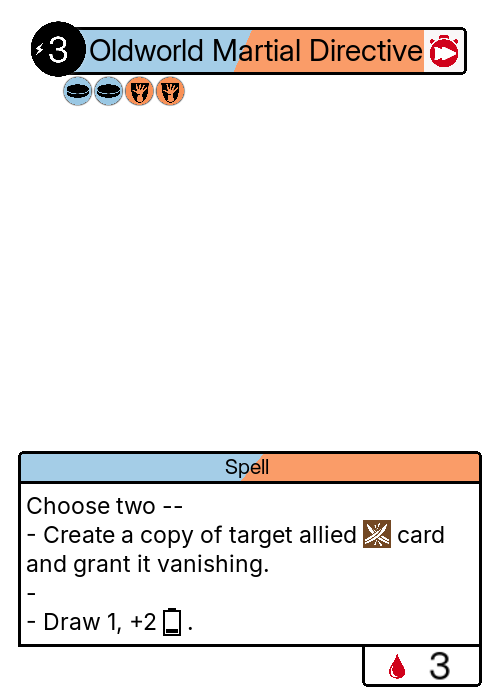 3 Oldworld Martial Directive
Spell
Choose two --
- Create a copy of target allied card
and grant it vanishing.
-
- Draw 1, +2 .
3